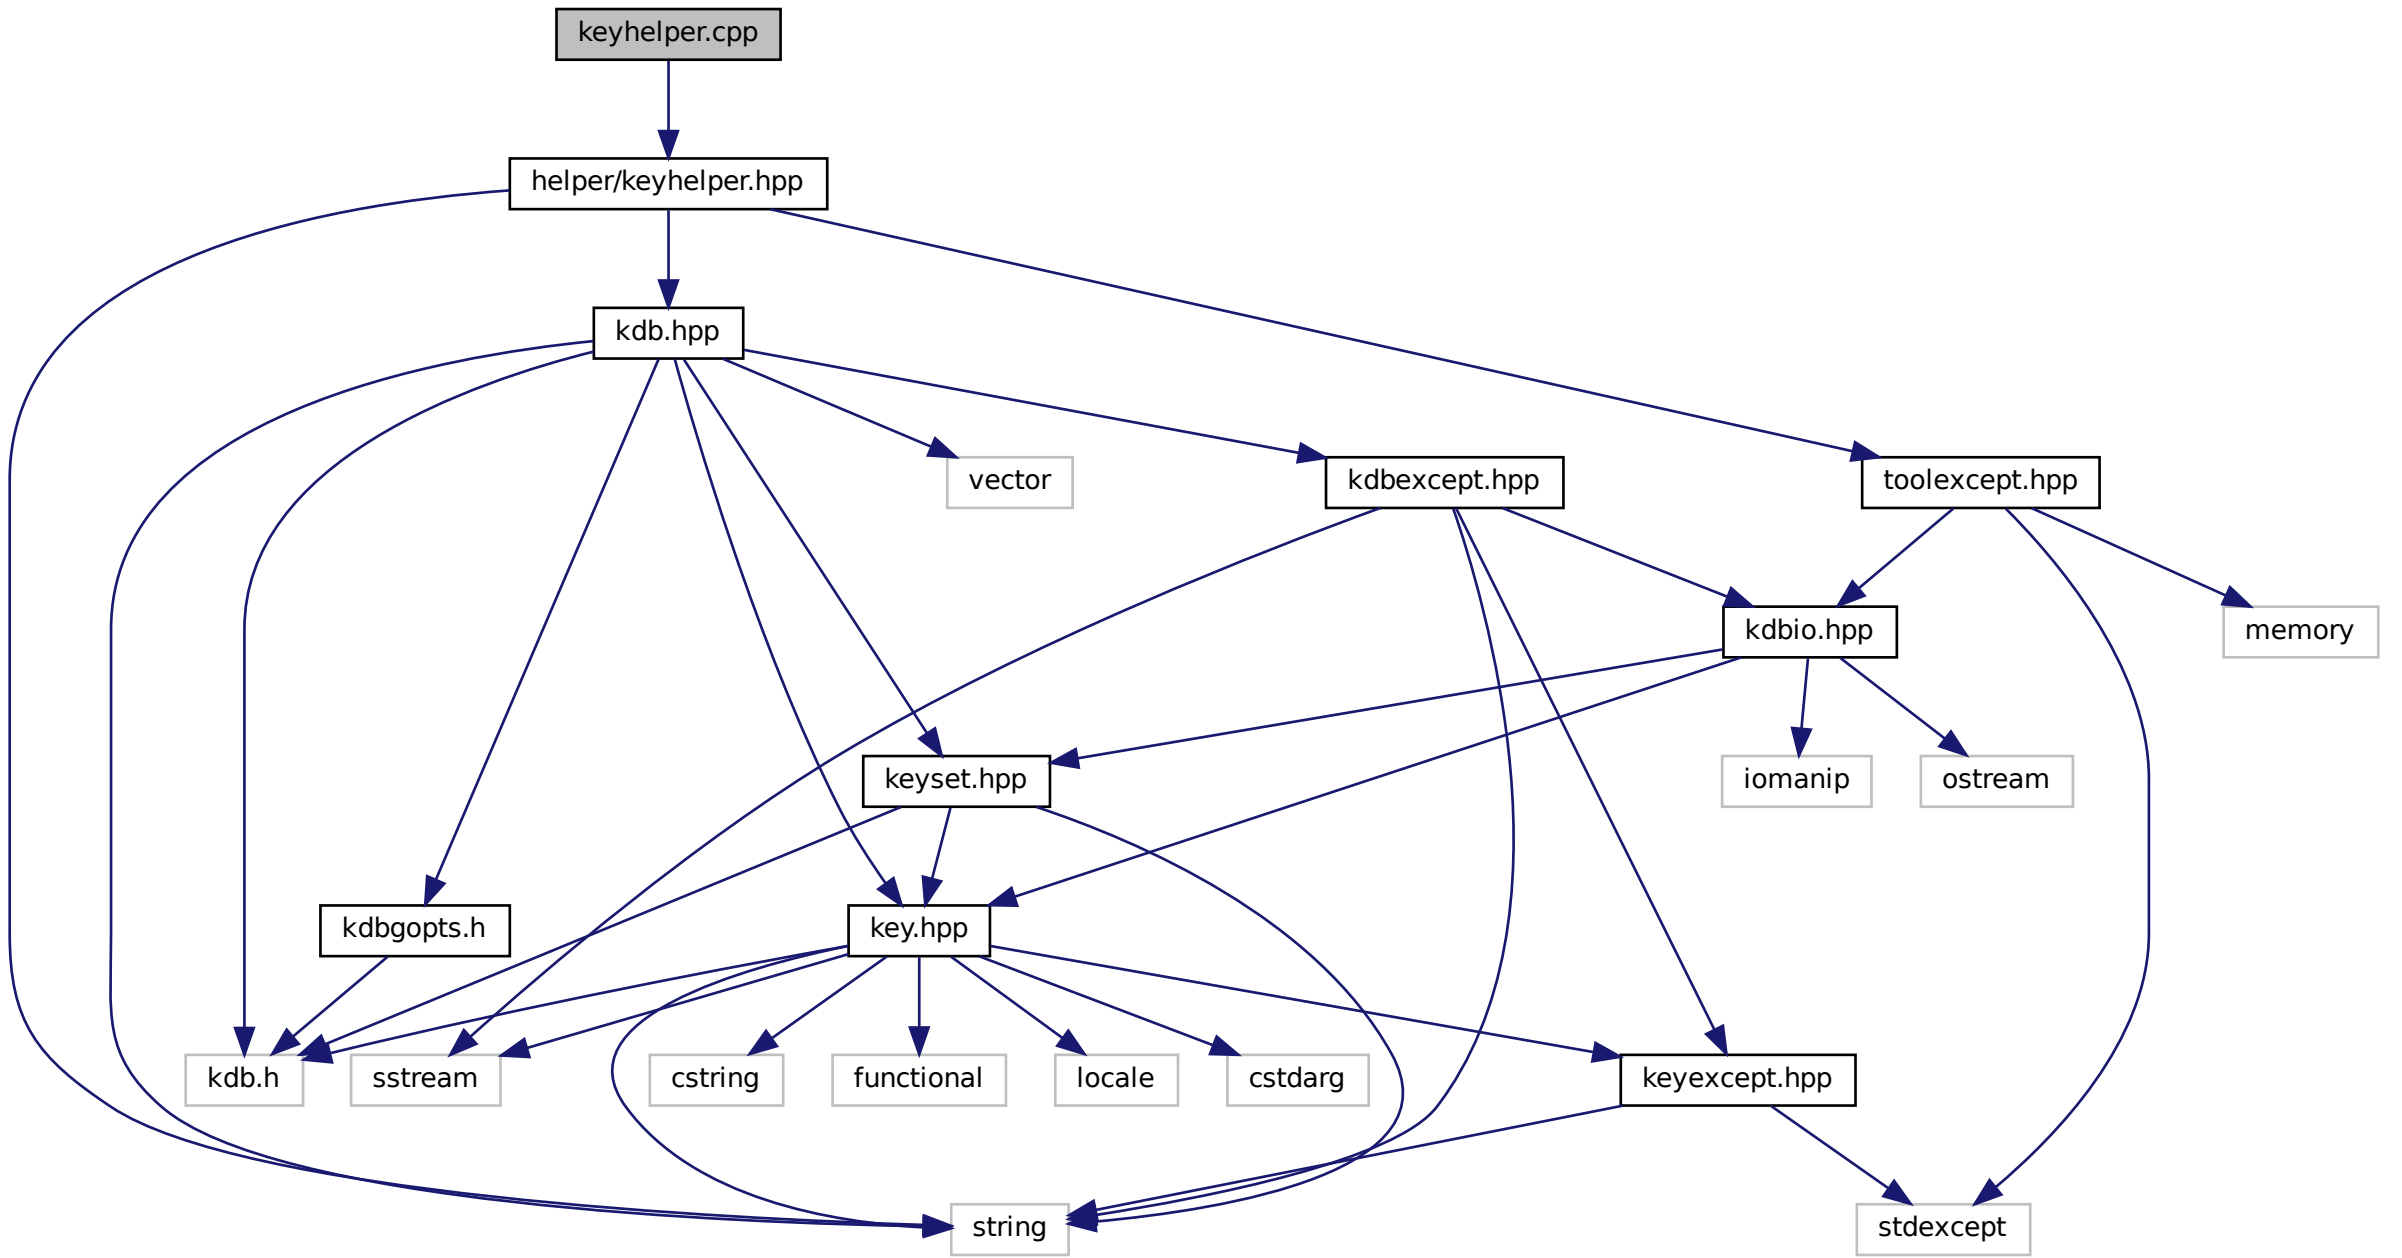 keyhelper.cpp
helper/keyhelper.hpp
kdb.hpp
vector
kdbexcept.hpp
toolexcept.hpp
kdbio.hpp
memory
keyset.hpp
iomanip
ostream
kdbgopts.h
key.hpp
kdb.h
sstream
cstring
functional
locale
cstdarg
keyexcept.hpp
string
stdexcept